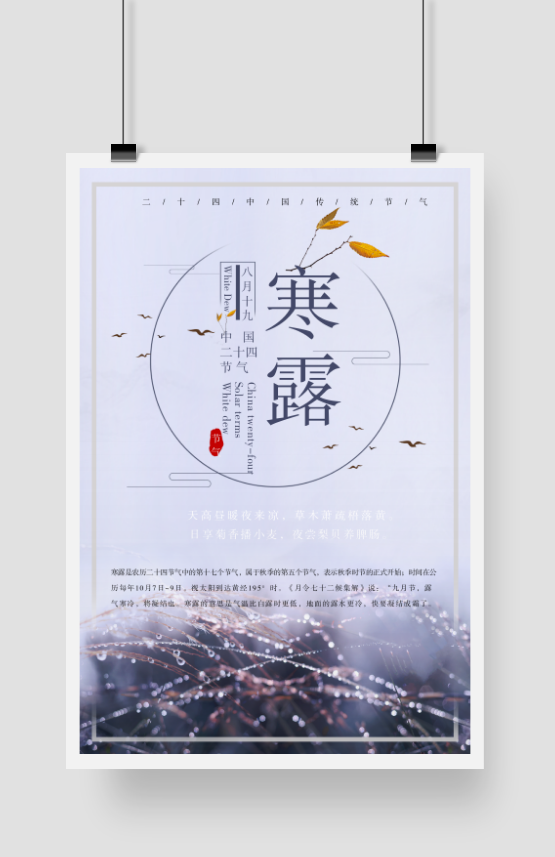 二/十/四/中/国/传/统/节/气
寒露
八月十九
White Dew
中 国
二十四
节 气
China twenty-four
Solar terms
White dew
节气
天高昼暖夜来凉，草木萧疏梧落黄。
日享菊香播小麦，夜尝梨贝养脾肠。
寒露是农历二十四节气中的第十七个节气，属于秋季的第五个节气，表示秋季时节的正式开始；时间在公
历每年10月7日~9日，视太阳到达黄经195°时。《月令七十二候集解》说：“九月节，露
气寒冷，将凝结也。寒露的意思是气温比白露时更低，地面的露水更冷，快要凝结成霜了。